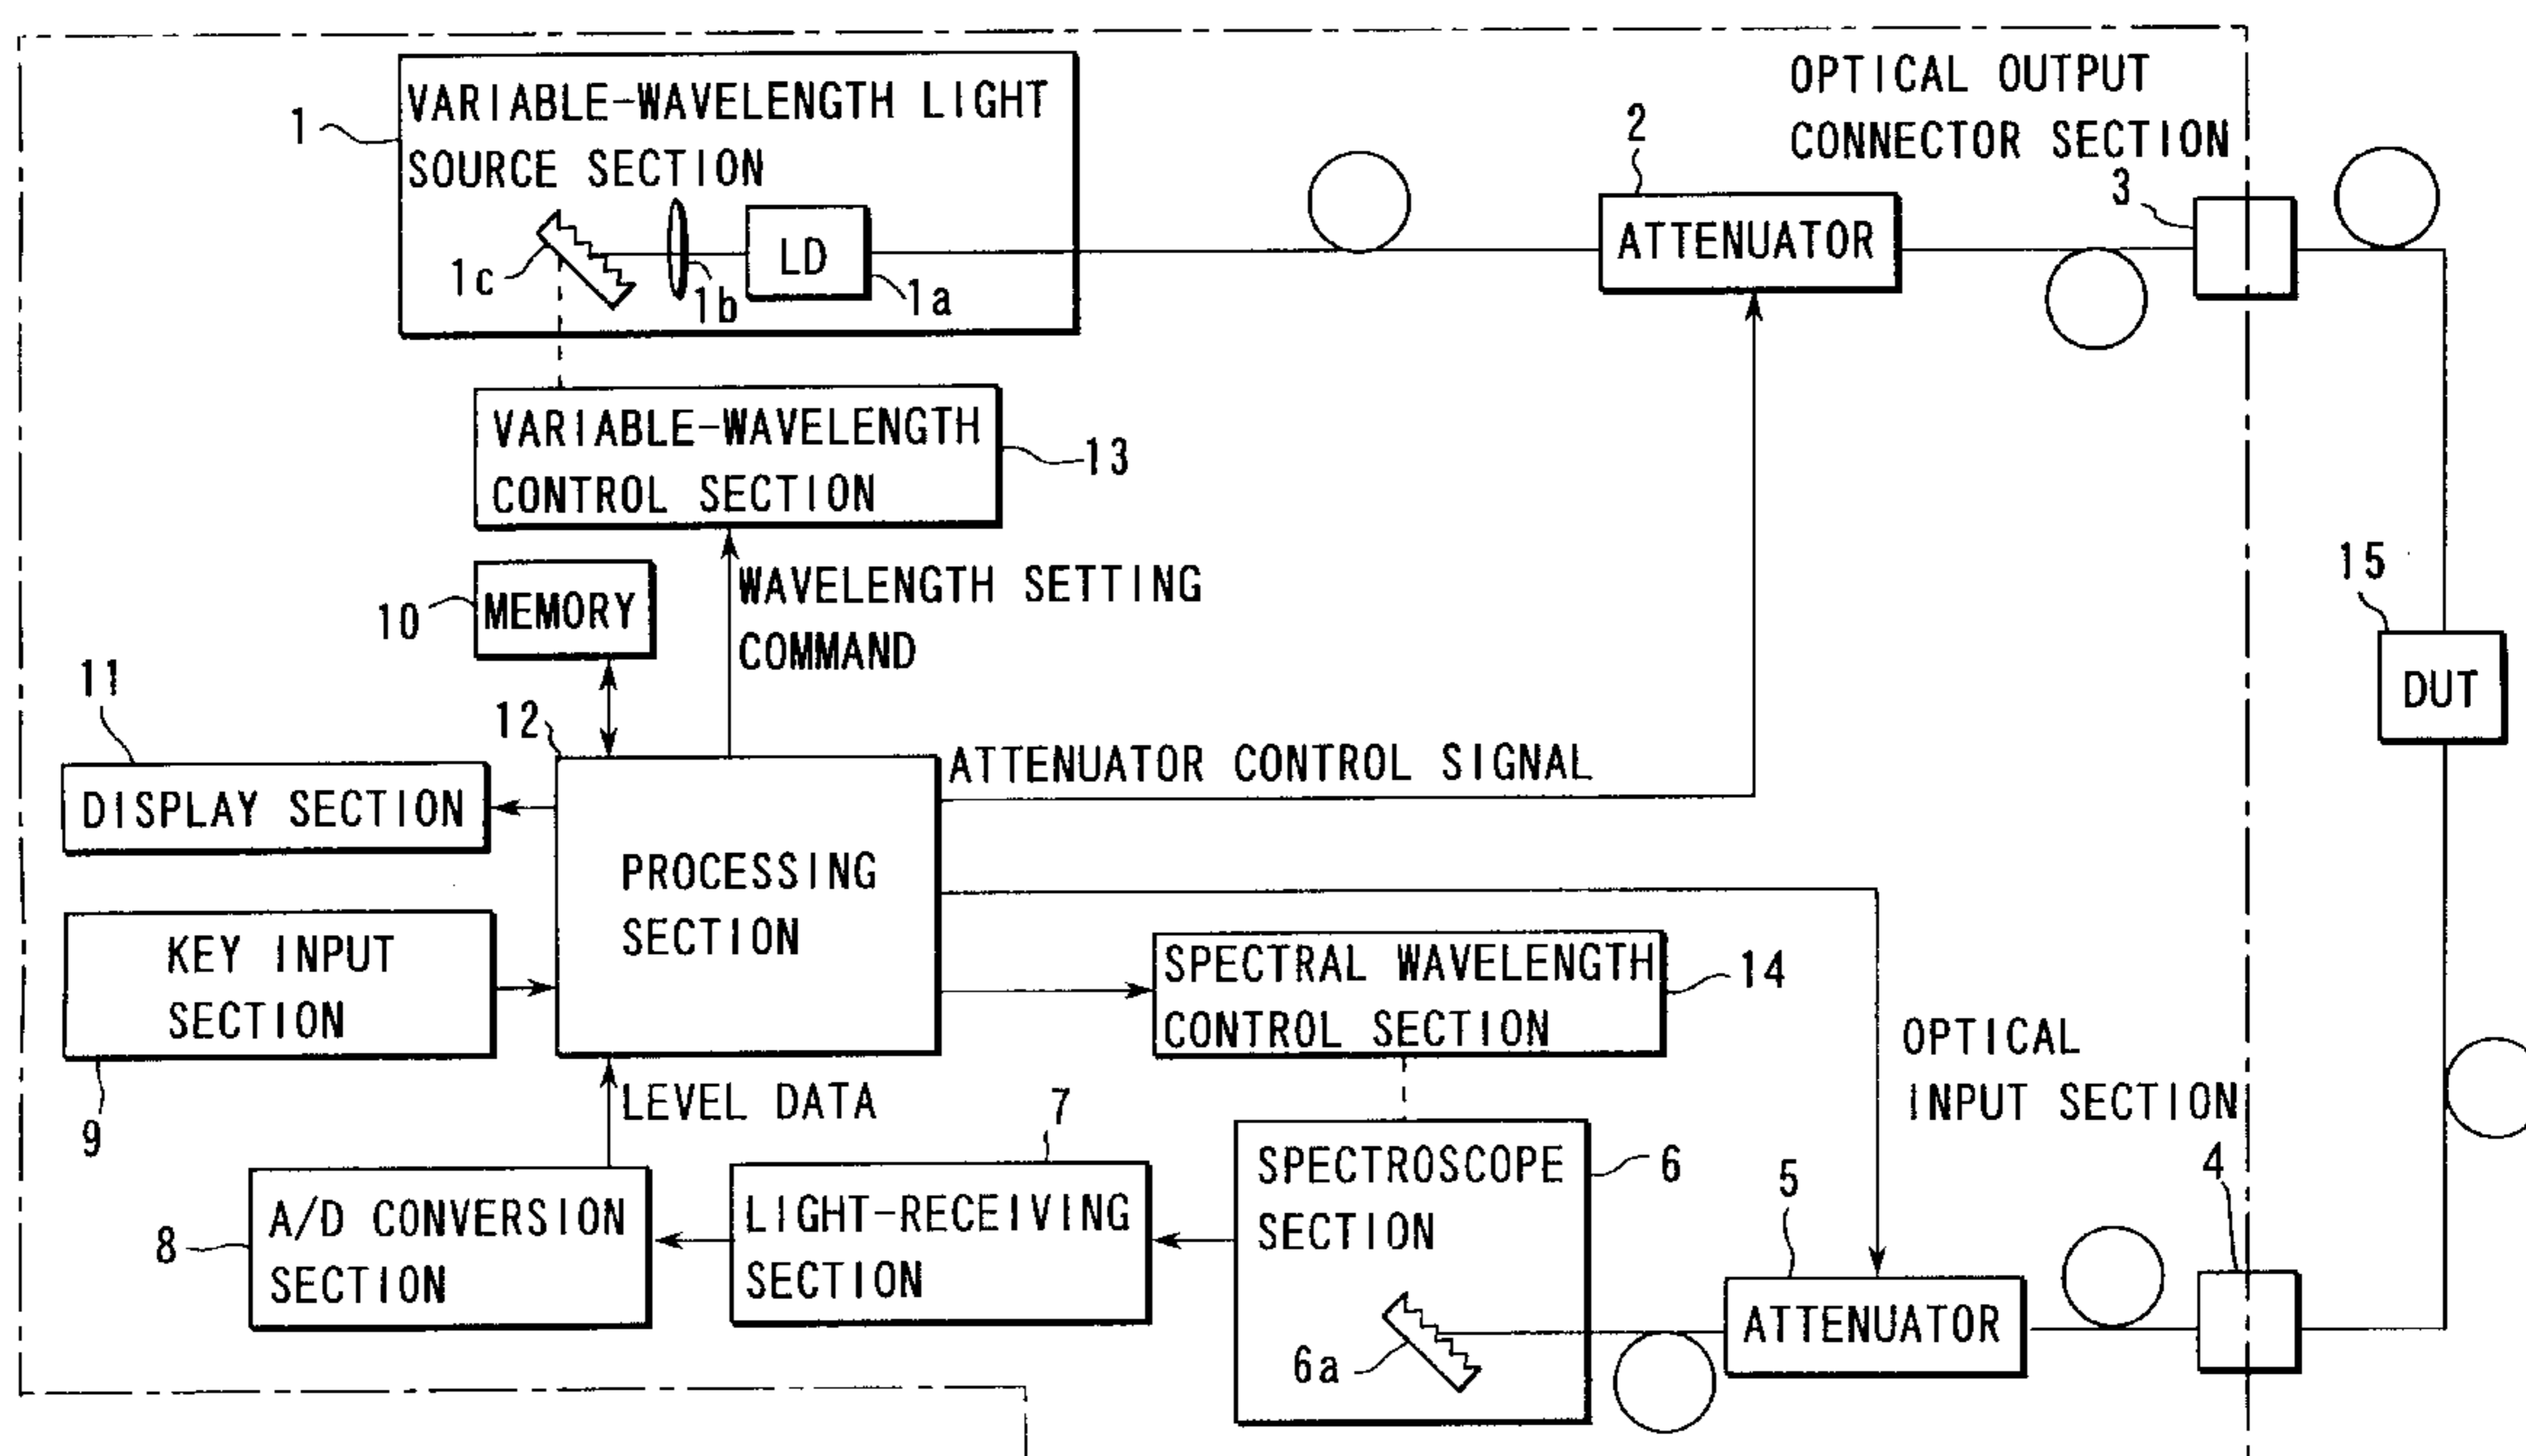 VARIABLE-WAVELENGTH LIGHT
SOURCE SECTION
1
1c
1b
LD
1a
2
ATTENUATOR
OPTICAL OUTPUT
CONNECTOR SECTION
3
VARIABLE-WAVELENGTH
CONTROL SECTION
13
10
MEMORY
WAVELENGTH SETTING
COMMAND
15
DUT
11
DISPLAY SECTION
12
PROCESSING
SECTION
ATTENUATOR CONTROL SIGNAL
KEY INPUT
SECTION
9
SPECTRAL WAVELENGTH
CONTROL SECTION
14
LEVEL DATA
OPTICAL
INPUT SECTION
4
8
A/D CONVERSION
SECTION
7
LIGHT-RECEIVING
SECTION
SPECTROSCOPE
SECTION
6
6a
5
ATTENUATOR